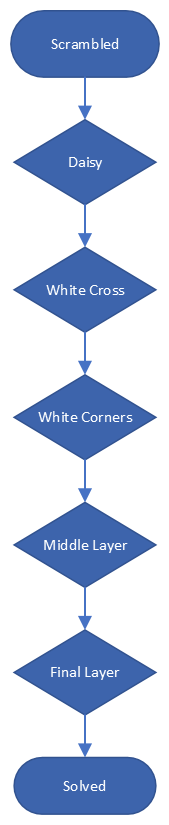 Scrambled
Daisy
White Cross
White Corners
Middle Layer
Final Layer
Solved